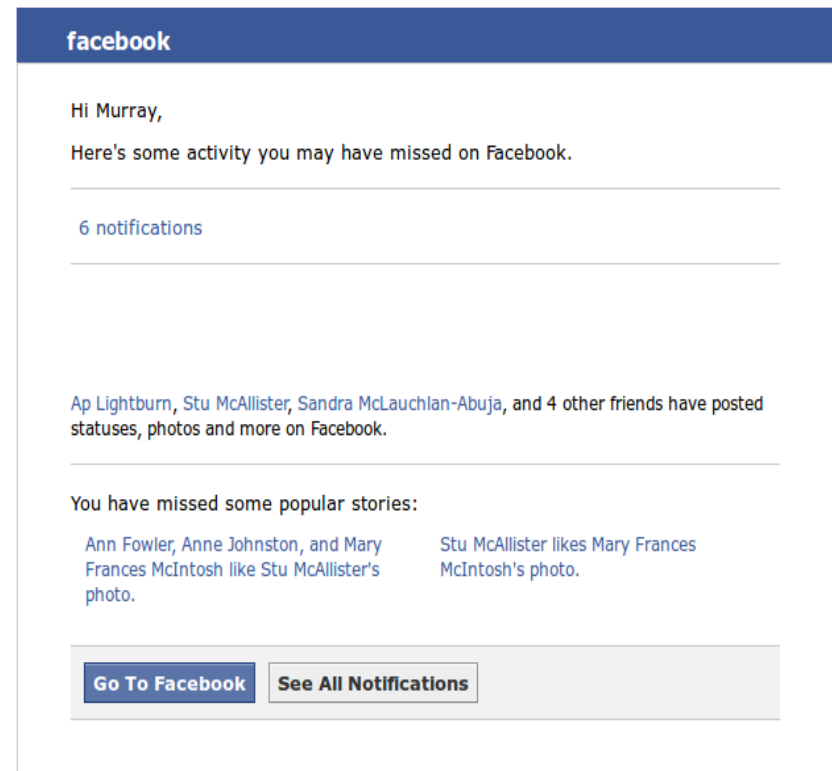 facebook
Hi Murray,
Here's some activity you may have missed on Facebook.
6 notifications
Ap Lightburn, Stu McAllister, Sandra McLauchlan-Abuja, and 4 other friends have posted
statuses, photos and more on Facebook.
You have missed some popular stories:
Ann Fowler, Anne Johnston, and Mary
Frances McIntosh like Stu McAllister's
photo.
Stu McAllister likes Mary Frances
McIntosh's photo.
Go To Facebook
See All Notifications